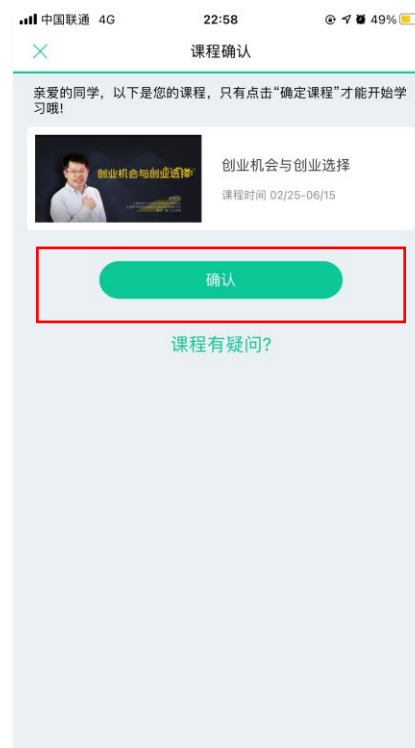 中国联通 4G 22:58 49%
课程确认
亲爱的同学，以下是您的课程，只有点击“确定课程”才能开始学
习哦！
创业机会与创业选择
创业机会与创业选择
课程时间 02/25-06/15
确认
课程有疑问?